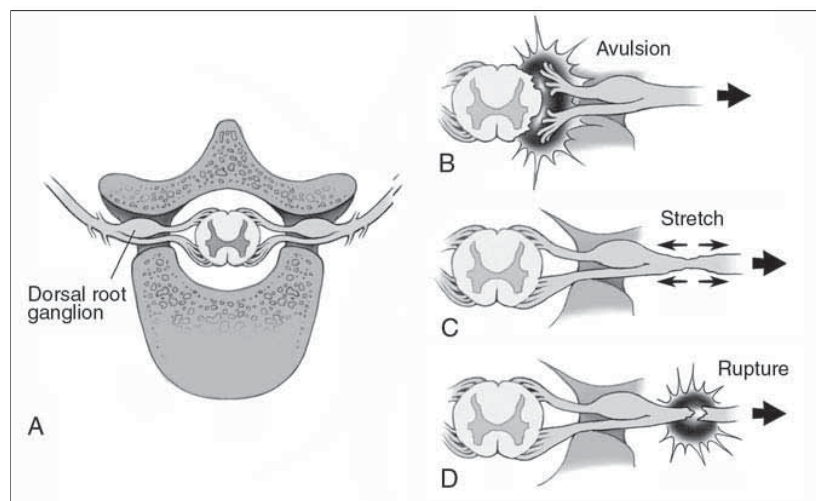 Avulsion
B
Stretch
Dorsal root
ganglion
C
Rupture
A
D